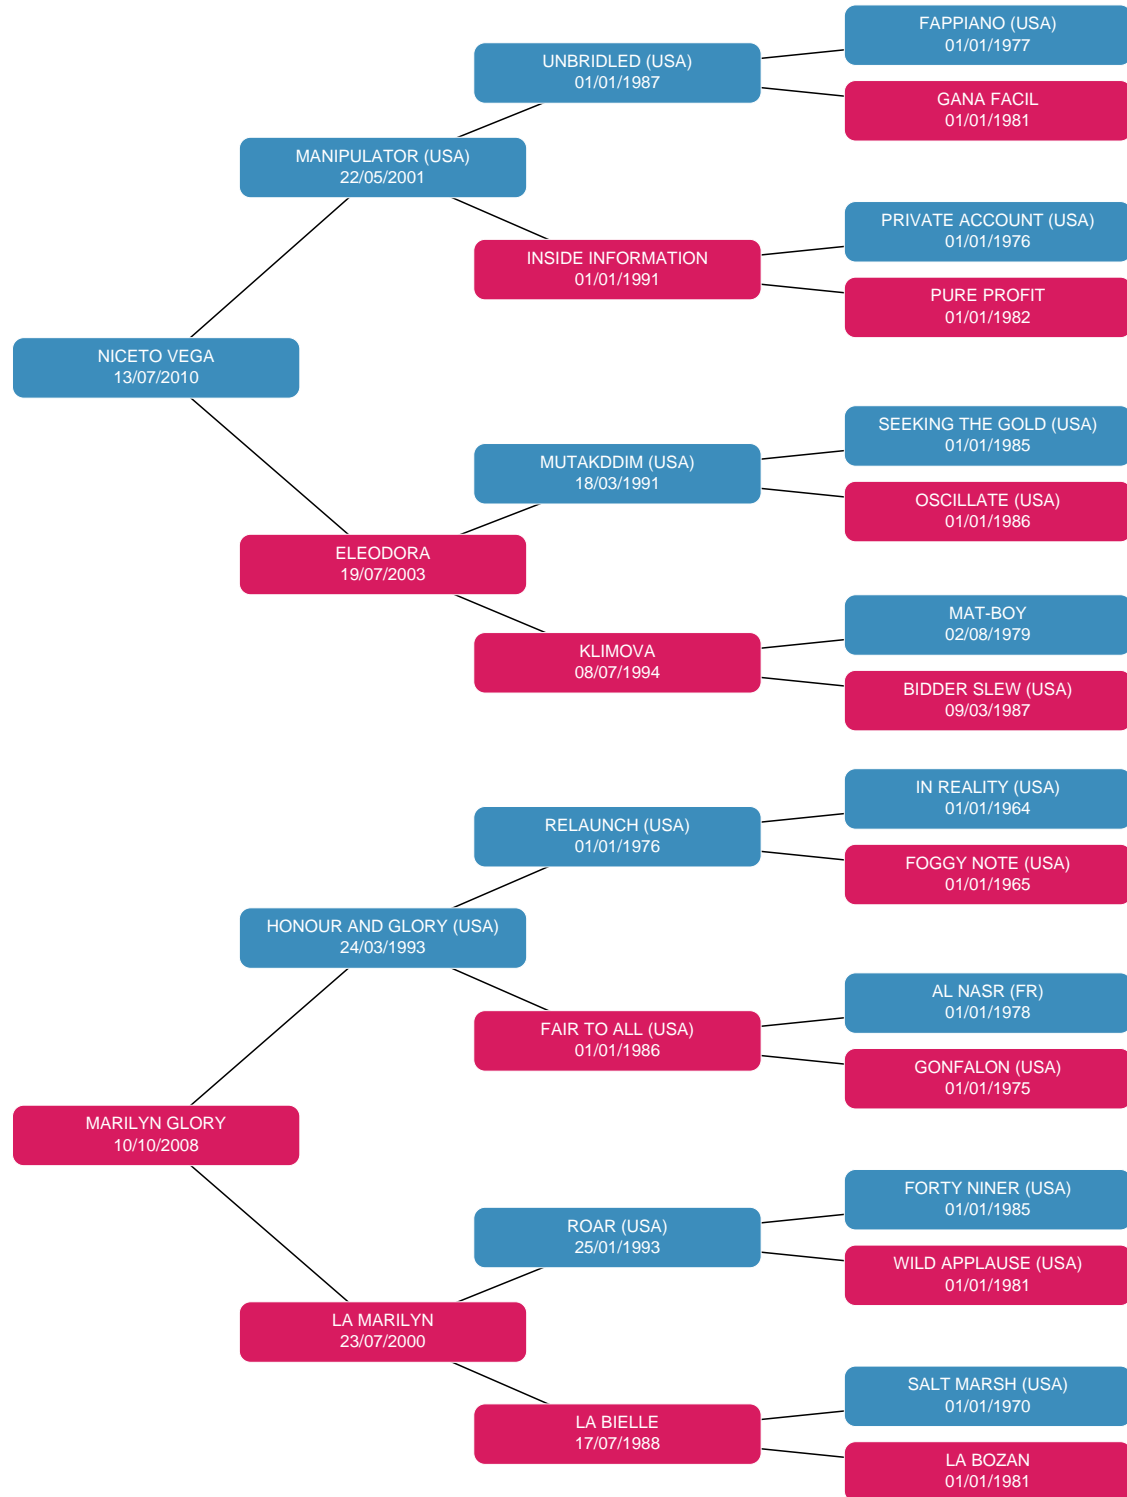 FAPPIANO (USA)
01/01/1977
UNBRIDLED (USA)
01/01/1987
GANA FACIL
01/01/1981
MANIPULATOR (USA)
22/05/2001
PRIVATE ACCOUNT (USA)
01/01/1976
INSIDE INFORMATION
01/01/1991
PURE PROFIT
01/01/1982
NICETO VEGA
13/07/2010
SEEKING THE GOLD (USA)
01/01/1985
MUTAKDDIM (USA)
18/03/1991
OSCILLATE (USA)
01/01/1986
ELEODORA
19/07/2003
MAT-BOY
02/08/1979
KLIMOVA
08/07/1994
BIDDER SLEW (USA)
09/03/1987
IN REALITY (USA)
01/01/1964
RELAUNCH (USA)
01/01/1976
FOGGY NOTE (USA)
01/01/1965
HONOUR AND GLORY (USA)
24/03/1993
AL NASR (FR)
01/01/1978
FAIR TO ALL (USA)
01/01/1986
GONFALON (USA)
01/01/1975
MARILYN GLORY
10/10/2008
FORTY NINER (USA)
01/01/1985
ROAR (USA)
25/01/1993
WILD APPLAUSE (USA)
01/01/1981
LA MARILYN
23/07/2000
SALT MARSH (USA)
01/01/1970
LA BIELLE
17/07/1988
LA BOZAN
01/01/1981